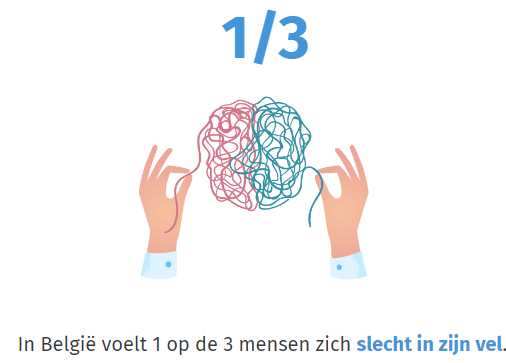 1/3
In België voelt 1 op de 3 mensen zich slecht in zijn vel.